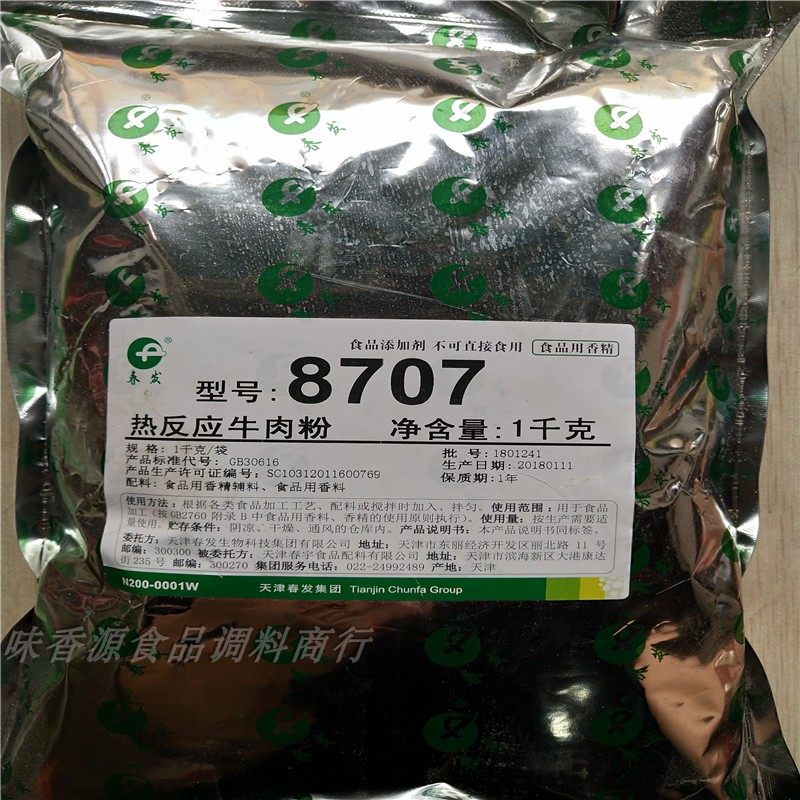 春发
食品添加剂 不可直接食用 食品用香精
型号: 8707
热反应牛肉粉 净含量: 1千克
规 格: 1千克/袋 批 号: 1801241
产品标准代号: GB30616 生产日期: 20180111
产品生产许可证编号: SC10312011600769 保质期: 1年
配料: 食品用香精辅料、食品用香料
使用方法: 根据各类食品加工工艺、配料或搅拌时加入、拌匀。 使用范围: 用于食品
加工（按GB2760 附录 B 中食品用香料、香精的使用原则执行）。使用量: 按生产需要适
量使用。 贮存条件: 阴凉、干燥、通风的仓库内。 产品说明书: 本产品说明书同标签。
委托方: 天津春发生物科技集团有限公司 地址: 天津市东丽经济开发区丽北路 11 号
邮编: 300300 被委托方: 天津春宇食品配料有限公司 地址: 天津市滨海新区大港康达
街 235 号 邮编: 300270 集团服务电话: 022-24992489 产地: 天津
N200-0001W 天津春发集团 Tianjin Chunfa Group
味香源食品调料商行